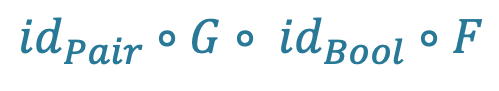 id_Pair ∘ G ∘ id_Bool ∘ F